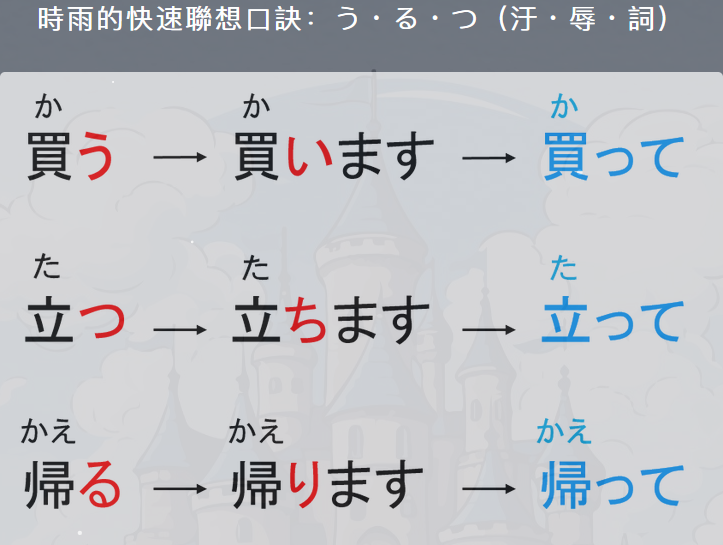 時雨的快速聯想口訣：う・る・つ（汙・辱・詞）
か か か
買う → 買います → 買って
た た た
立つ → 立ちます → 立って
かえ かえ かえ
帰る → 帰ります → 帰って